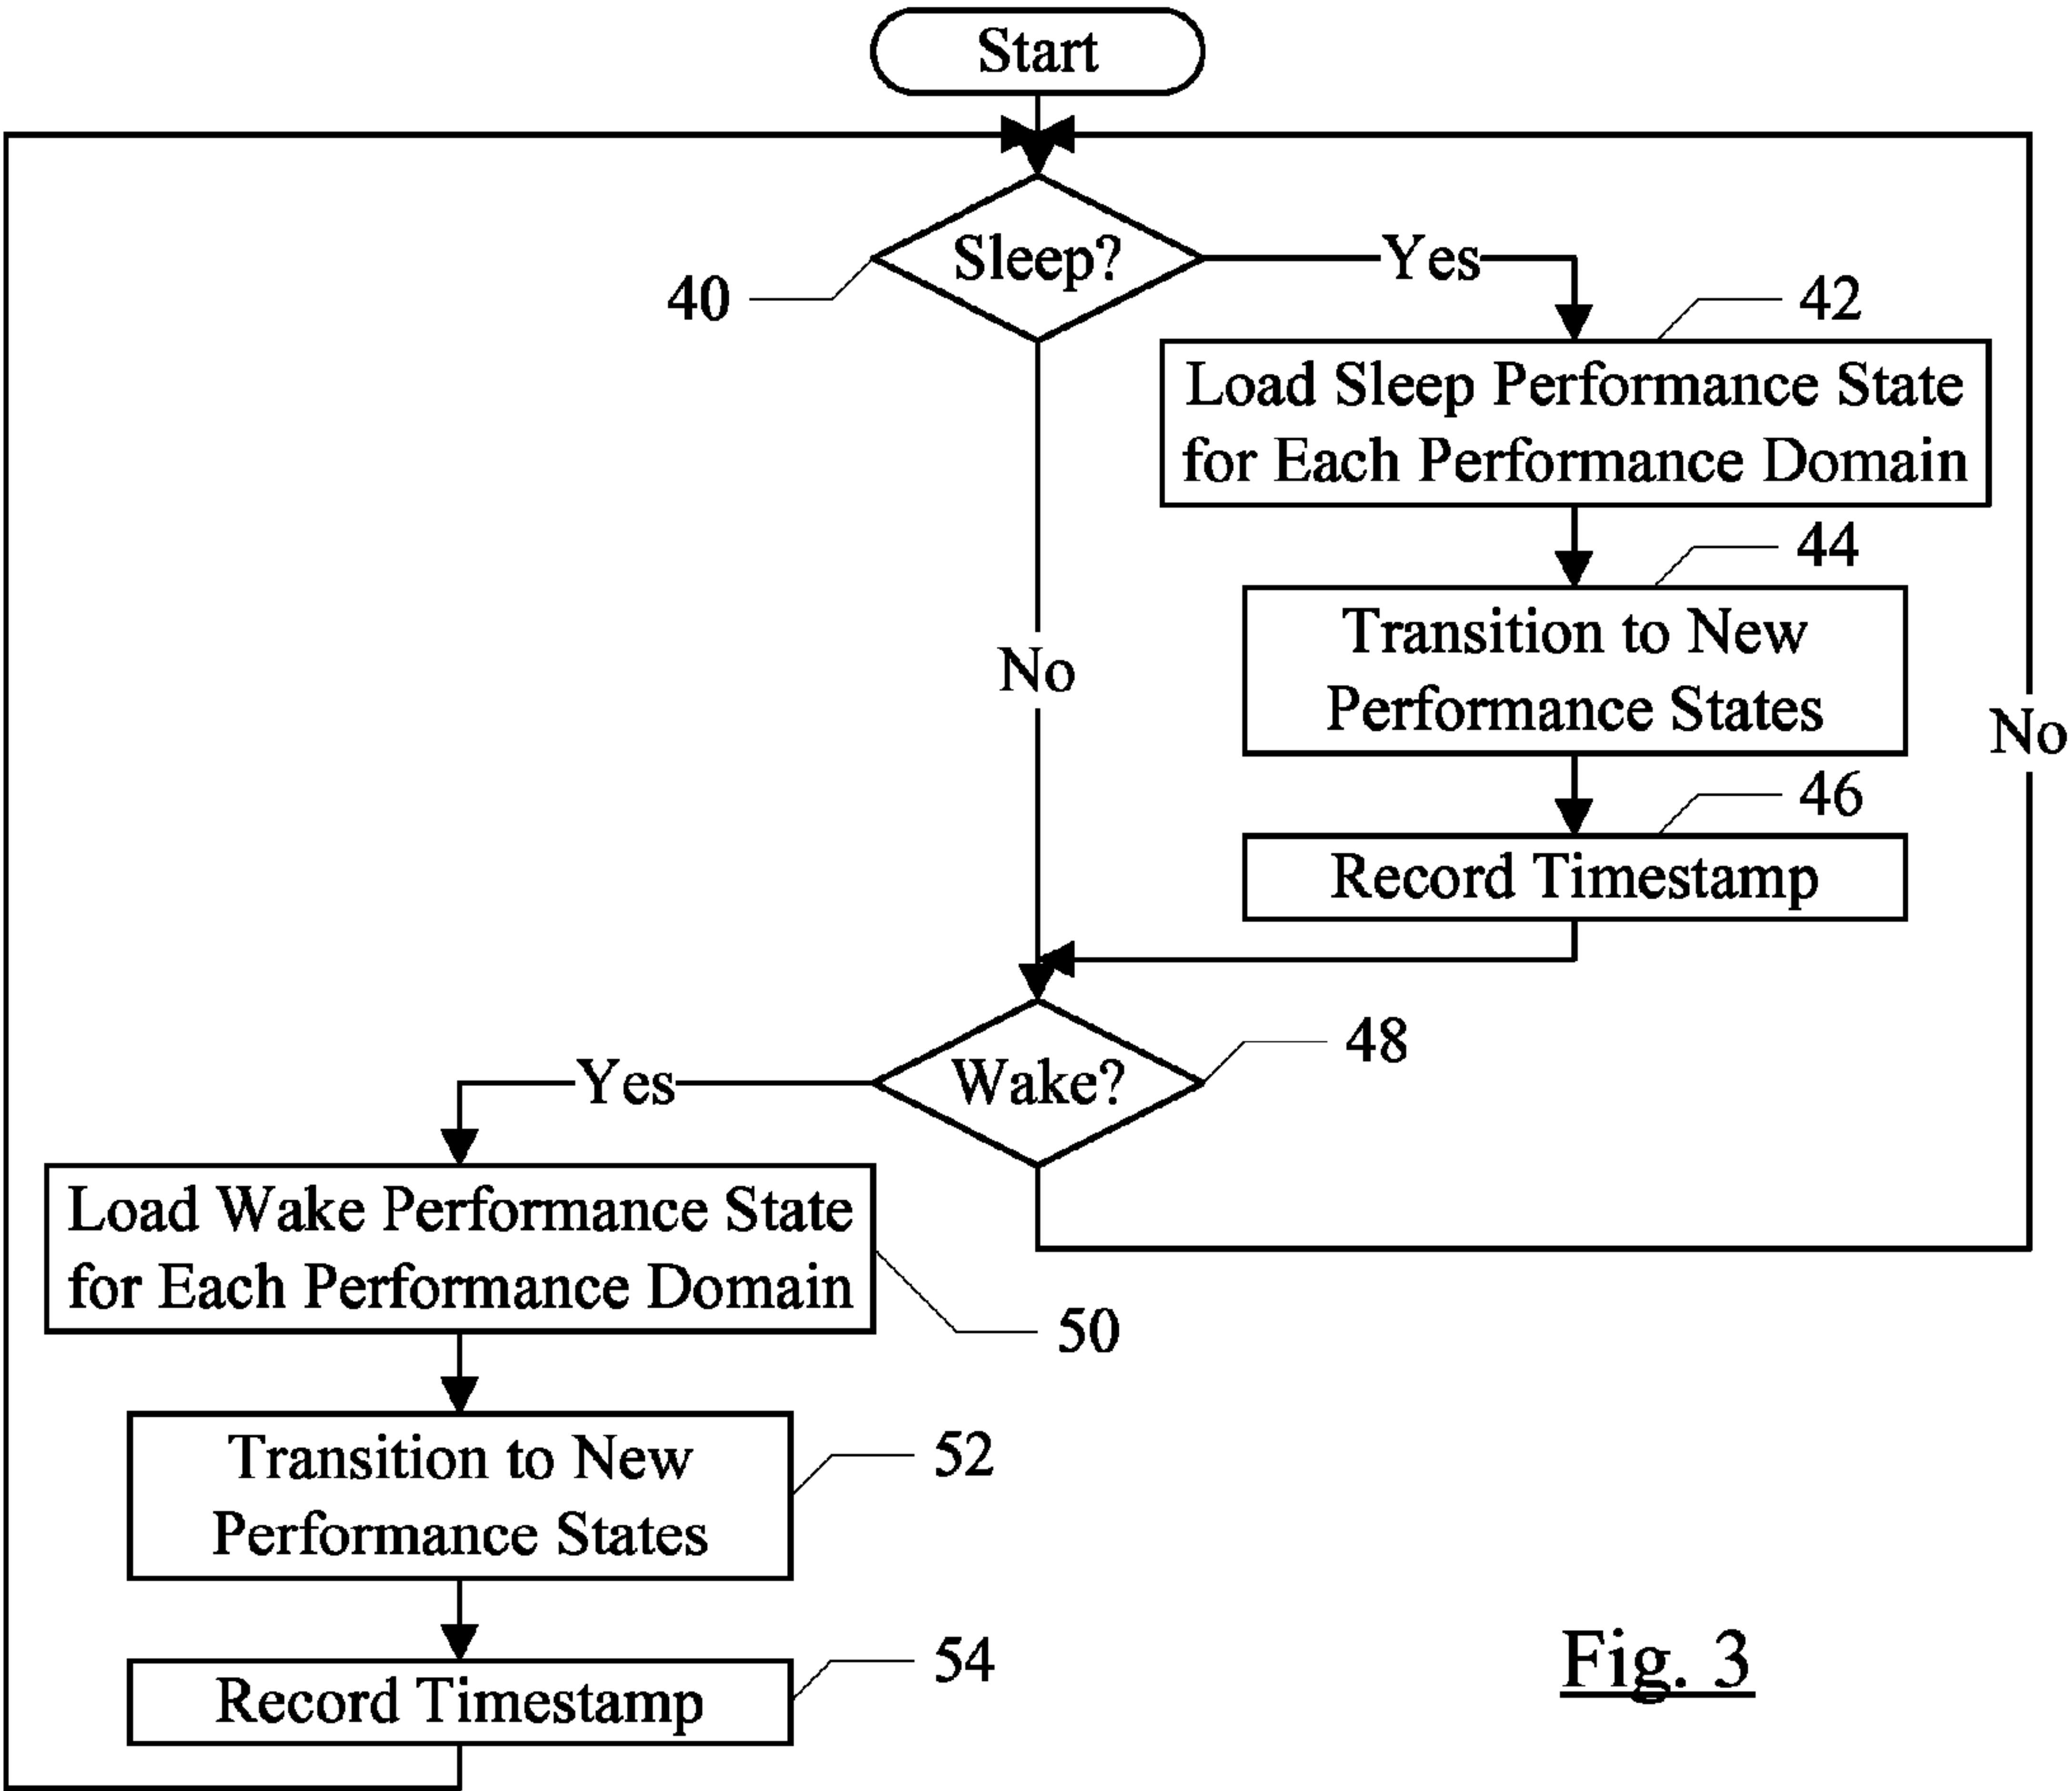 Start
Sleep?
Yes
40
42
Load Sleep Performance State
for Each Performance Domain
44
Transition to New
Performance States
No
No
46
Record Timestamp
48
Wake?
Yes
Load Wake Performance State
for Each Performance Domain
50
Transition to New
Performance States
52
Record Timestamp
54
Fig. 3